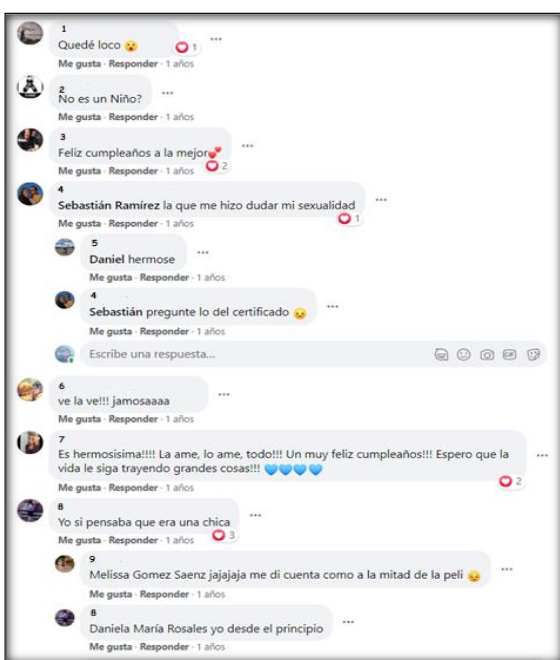 1
Quedé loco 😮
1
Me gusta · Responder · 1 años
2
No es un Niño?
Me gusta · Responder · 1 años
3
Feliz cumpleaños a la mejor💕
2
Me gusta · Responder · 1 años
4
Sebastián Ramírez la que me hizo dudar mi sexualidad
1
Me gusta · Responder · 1 años
5
Daniel hermose
Me gusta · Responder · 1 años
4
Sebastián pregunte lo del certificado 😖
Me gusta · Responder · 1 años
Escribe una respuesta...
GIF
6
ve la ve!!! jamosaaaa
Me gusta · Responder · 1 años
7
Es hermosisima!!!! La ame, lo ame, todo!!! Un muy feliz cumpleaños!!! Espero que la
vida le siga trayendo grandes cosas!!! 💙💙💙💙
2
Me gusta · Responder · 1 años
8
Yo si pensaba que era una chica
3
Me gusta · Responder · 1 años
9
Melissa Gomez Saenz jajajaja me di cuenta como a la mitad de la peli 😖
Me gusta · Responder · 1 años
8
Daniela María Rosales yo desde el principio
Me gusta · Responder · 1 años